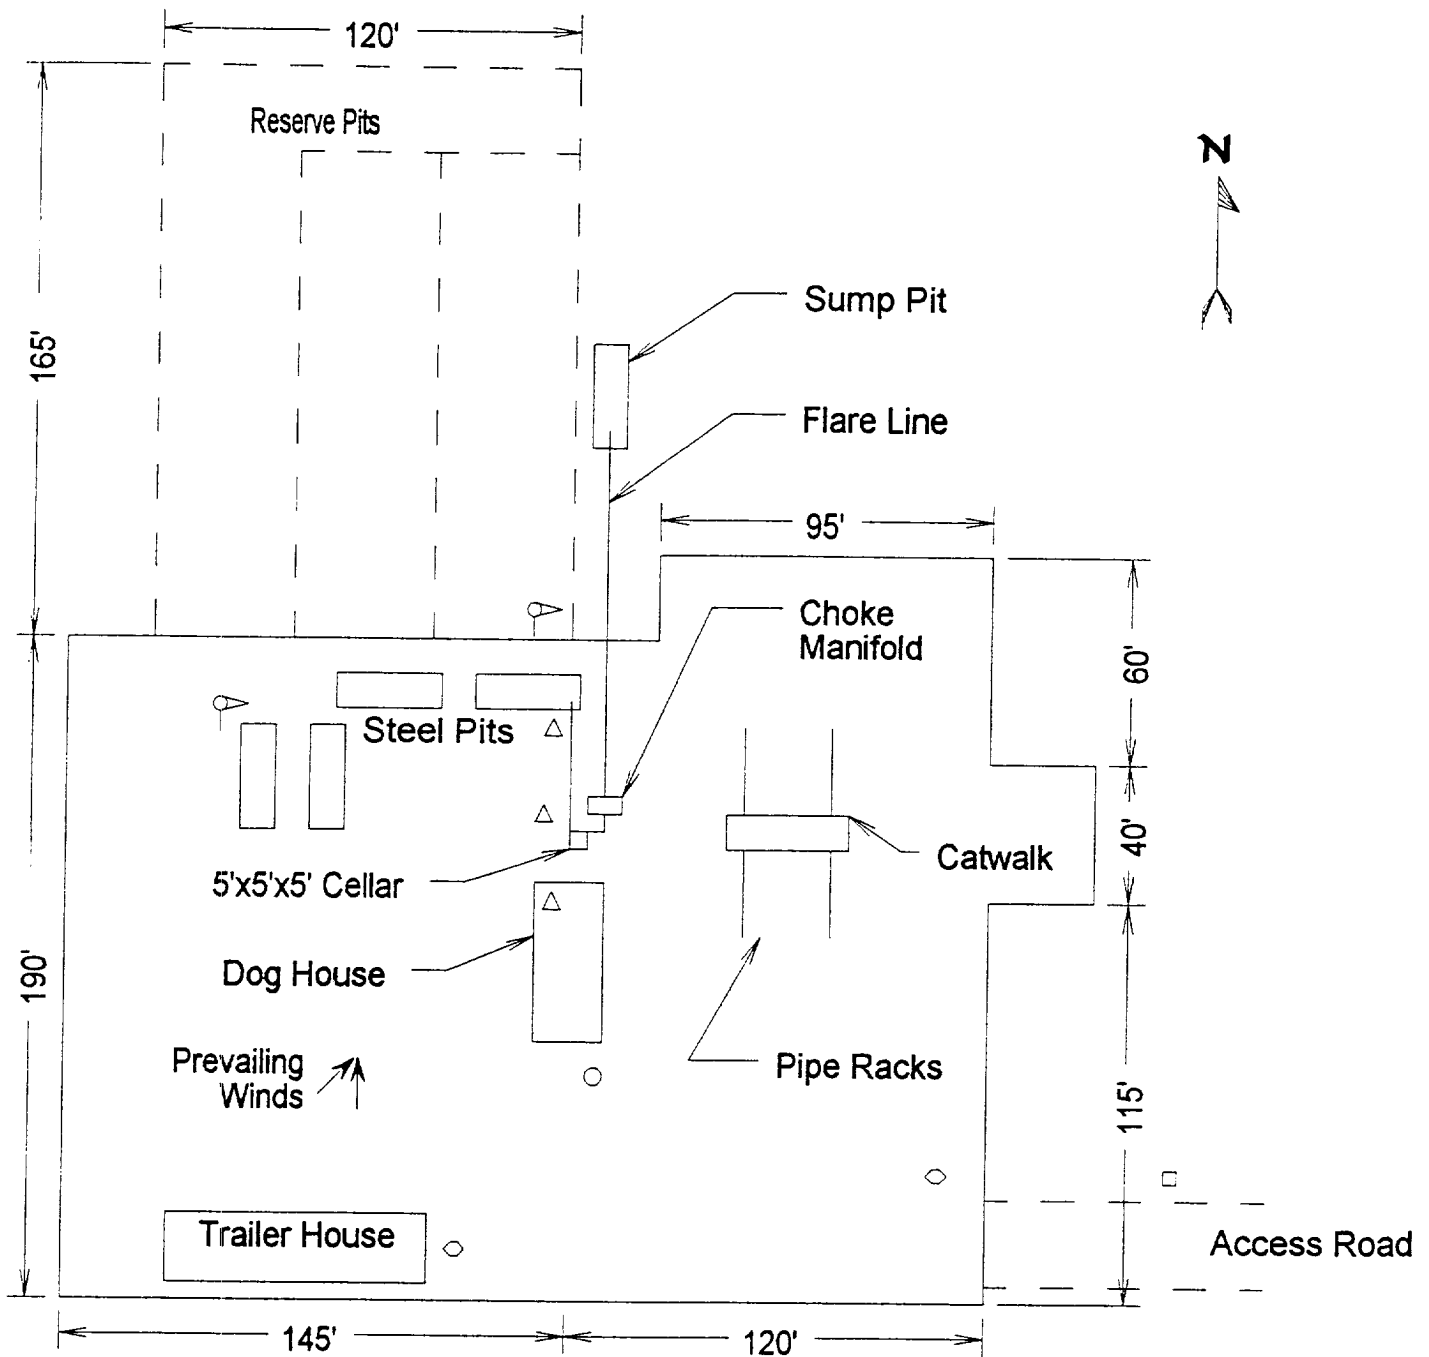 120'
Reserve Pits
N
165'
Sump Pit
Flare Line
95'
Choke
Manifold
60'
Steel Pits
40'
Catwalk
5'x5'x5' Cellar
190'
Dog House
Prevailing
Winds
Pipe Racks
115'
Trailer House
Access Road
145'
120'